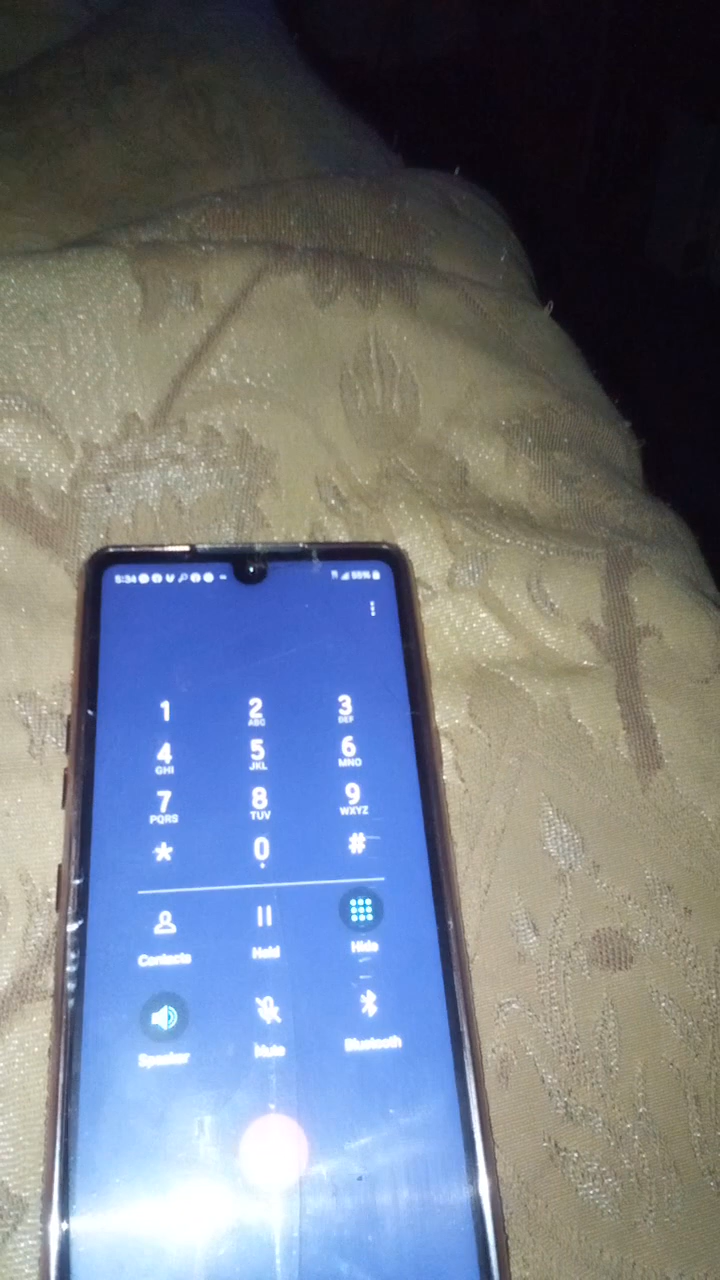 5:34 55%
1 2 3
ABC DEF
4 5 6
GHI JKL MNO
7 8 9
PQRS TUV WXYZ
* 0 #
+
Contacts Hold Hide
Speaker Mute Bluetooth